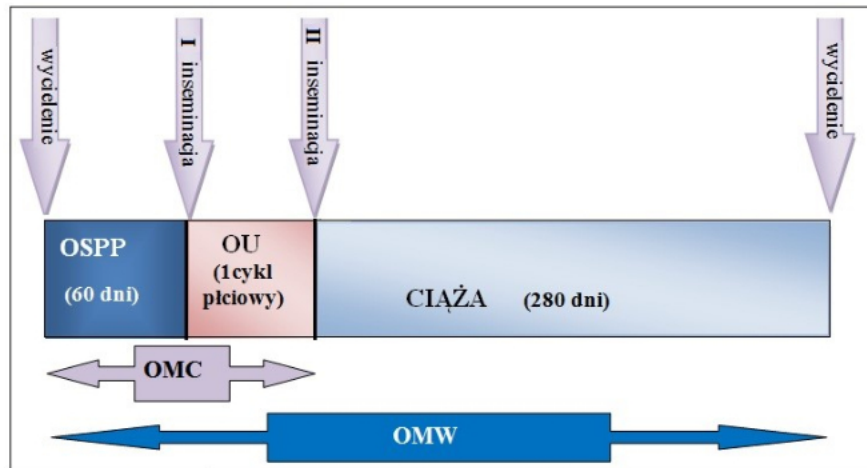 wycielenie
I inseminacja
II inseminacja
wycielenie
OSPP
(60 dni)
OU
(1cykl
płciowy)
CIĄŻA (280 dni)
OMC
OMW